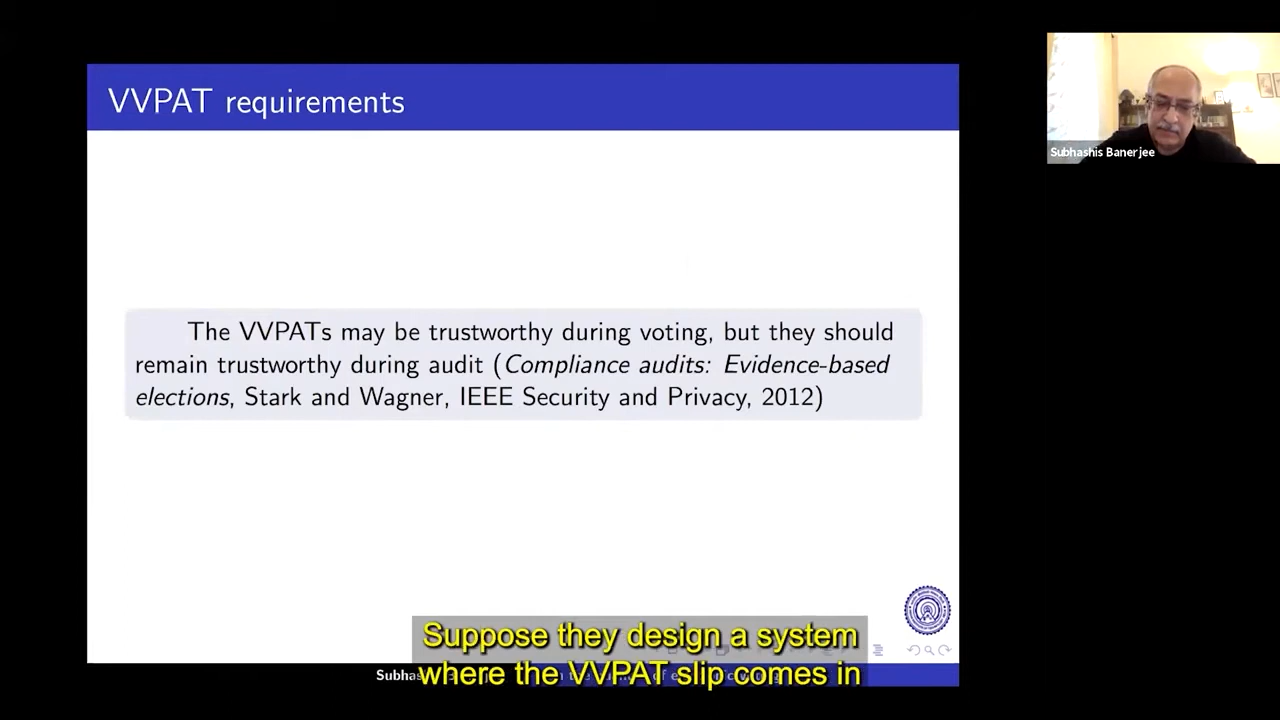 VVPAT requirements
Subhashis Banerjee
The VVPATs may be trustworthy during voting, but they should
remain trustworthy during audit (Compliance audits: Evidence-based
elections, Stark and Wagner, IEEE Security and Privacy, 2012)
Suppose they design a system
where the VVPAT slip comes in